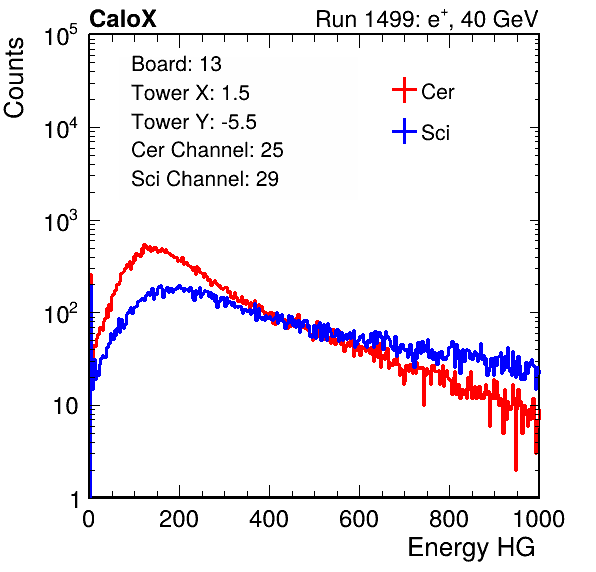 CaloX Run 1499: e+, 40 GeV
Counts
10^5
10^4
10^3
10^2
10
1
Board: 13
Tower X: 1.5
Tower Y: -5.5
Cer Channel: 25
Sci Channel: 29
Cer
Sci
0 200 400 600 800 1000
Energy HG